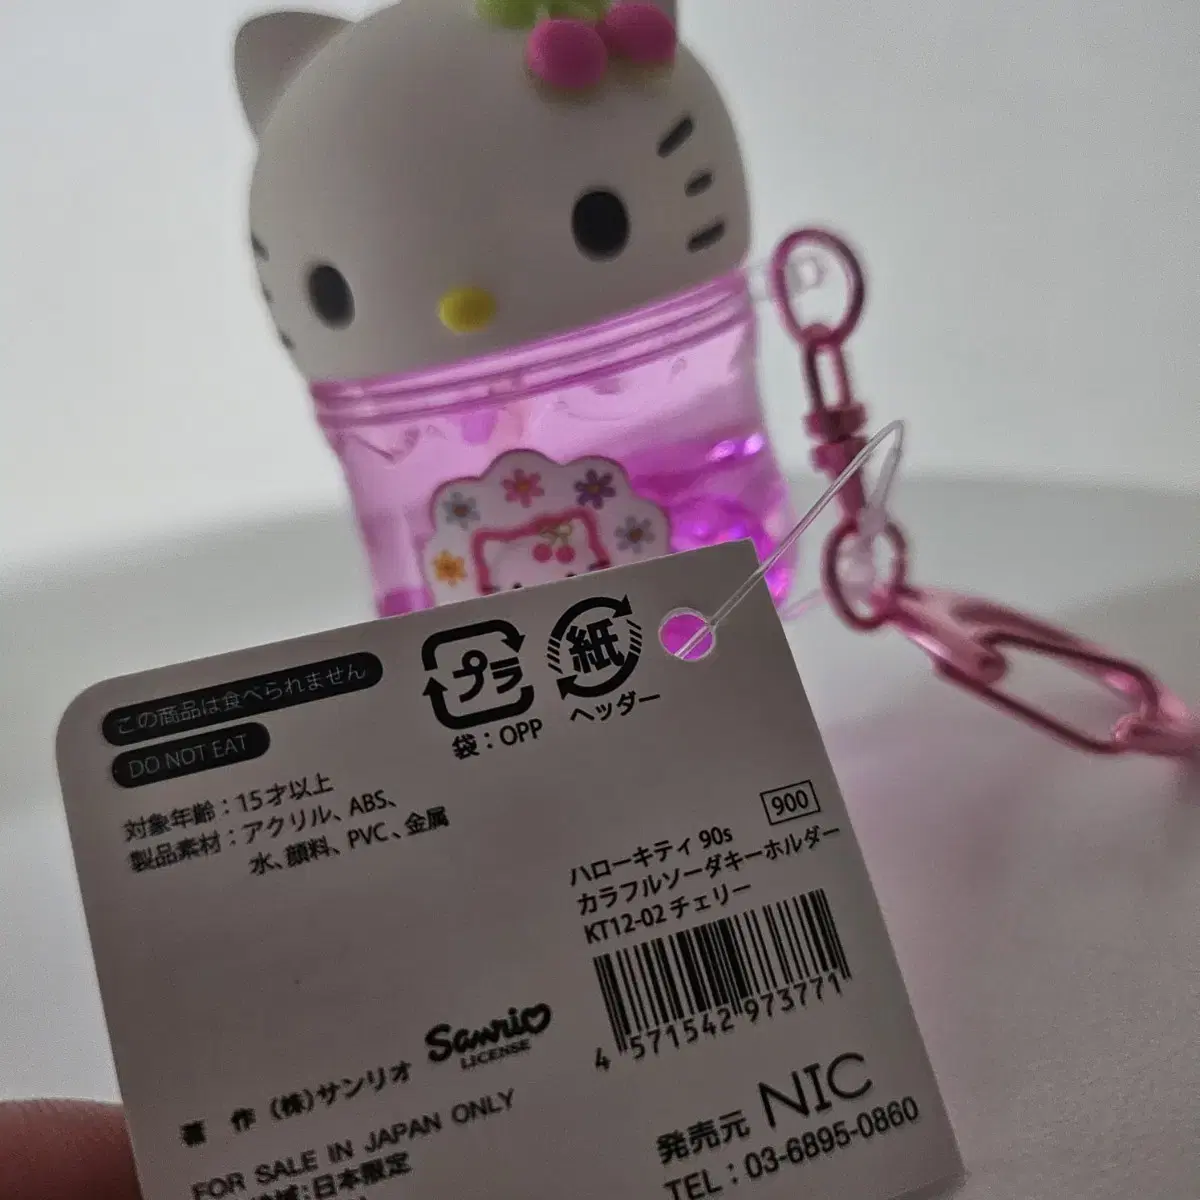 この商品は食べられません
DO NOT EAT
プラ
袋：OPP
紙
ヘッダー
対象年齢：15才以上
製品素材：アクリル、ABS、
水、顔料、PVC、金属
900
ハローキティ 90s
カラフルソーダキーホルダー
KT12-02 チェリー
4 571542 973771
Sanrio
LICENSE
著 作 (株)サンリオ
FOR SALE IN JAPAN ONLY
地域:日本限定
発売元 NIC
TEL：03-6895-0860